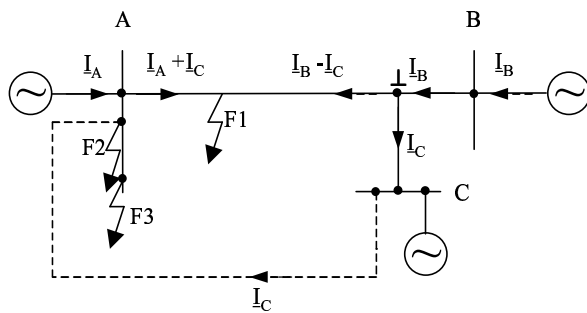 A
B
I_A
I_A + I_C
I_B - I_C
⊥
I_B
I_B
F1
F2
I_C
F3
C
I_C